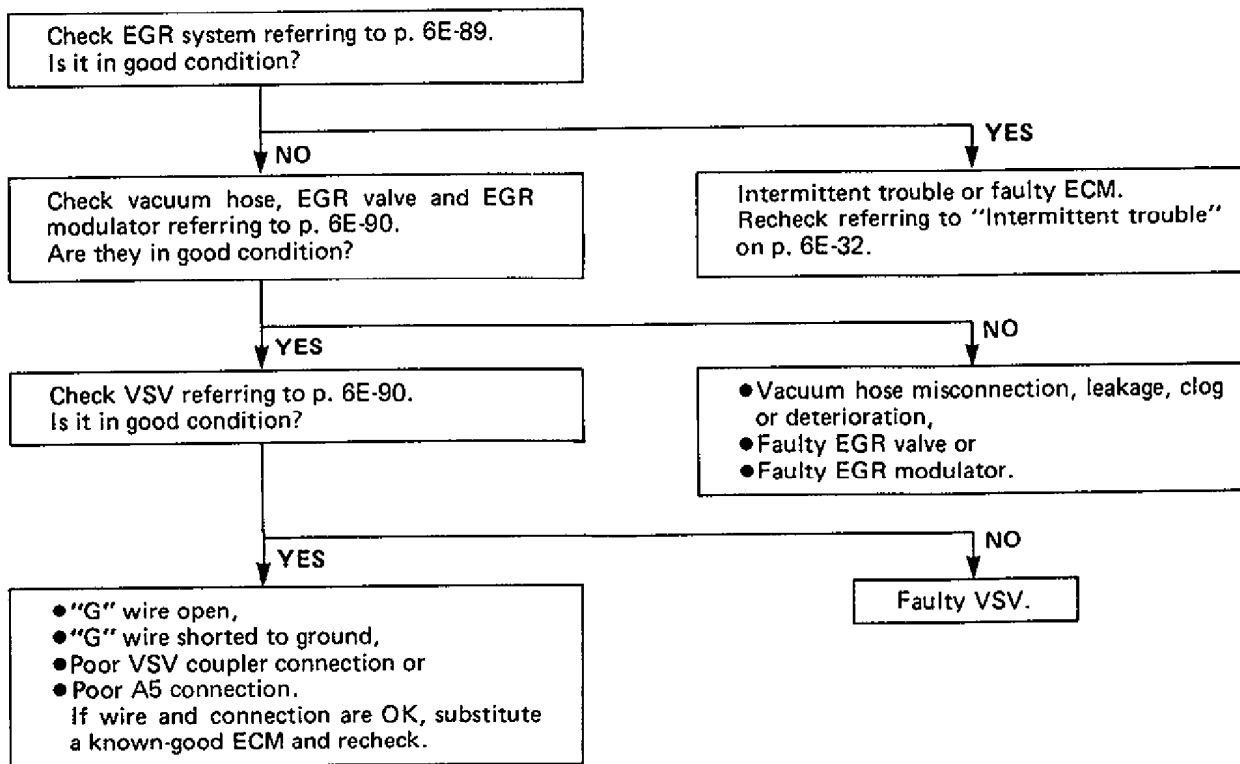 Check EGR system referring to p. 6E-89.
Is it in good condition?
YES
NO
Check vacuum hose, EGR valve and EGR
modulator referring to p. 6E-90.
Are they in good condition?
Intermittent trouble or faulty ECM.
Recheck referring to "Intermittent trouble"
on p. 6E-32.
NO
YES
Check VSV referring to p. 6E-90.
Is it in good condition?
●Vacuum hose misconnection, leakage, clog
or deterioration,
●Faulty EGR valve or
●Faulty EGR modulator.
NO
YES
●"G" wire open,
●"G" wire shorted to ground,
●Poor VSV coupler connection or
●Poor A5 connection.
If wire and connection are OK, substitute
a known-good ECM and recheck.
Faulty VSV.